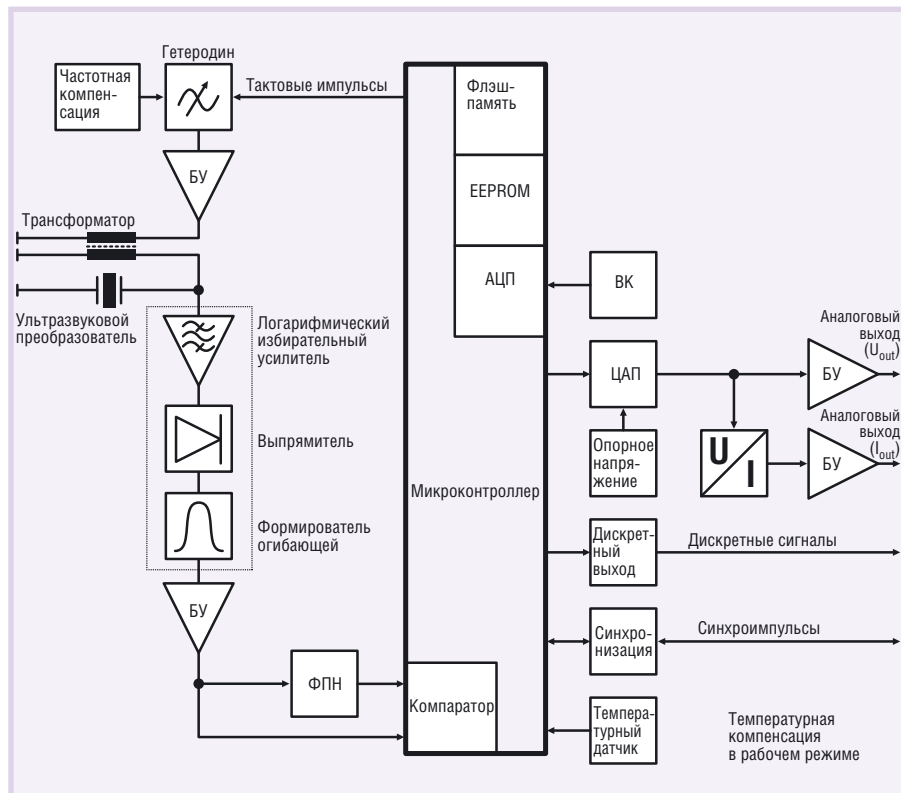 Гетеродин
Частотная
компен-
сация
Тактовые импульсы
Флэш-
память
БУ
EEPROM
Трансформатор
АЦП
ВК
Ультразвуковой
преобразователь
Логарифмический
избирательный
усилитель
Аналоговый
выход
(Uout)
ЦАП
БУ
Выпрямитель
Опорное
напря-
жение
U
I
Аналоговый
выход
(Iout)
БУ
Микроконтроллер
Формирователь
огибающей
Дискрет-
ный
выход
Дискретные сигналы
БУ
Синхро-
низация
Синхроимпульсы
ФПН
Компаратор
Темпера-
турный
датчик
Температурная
компенсация
в рабочем режиме